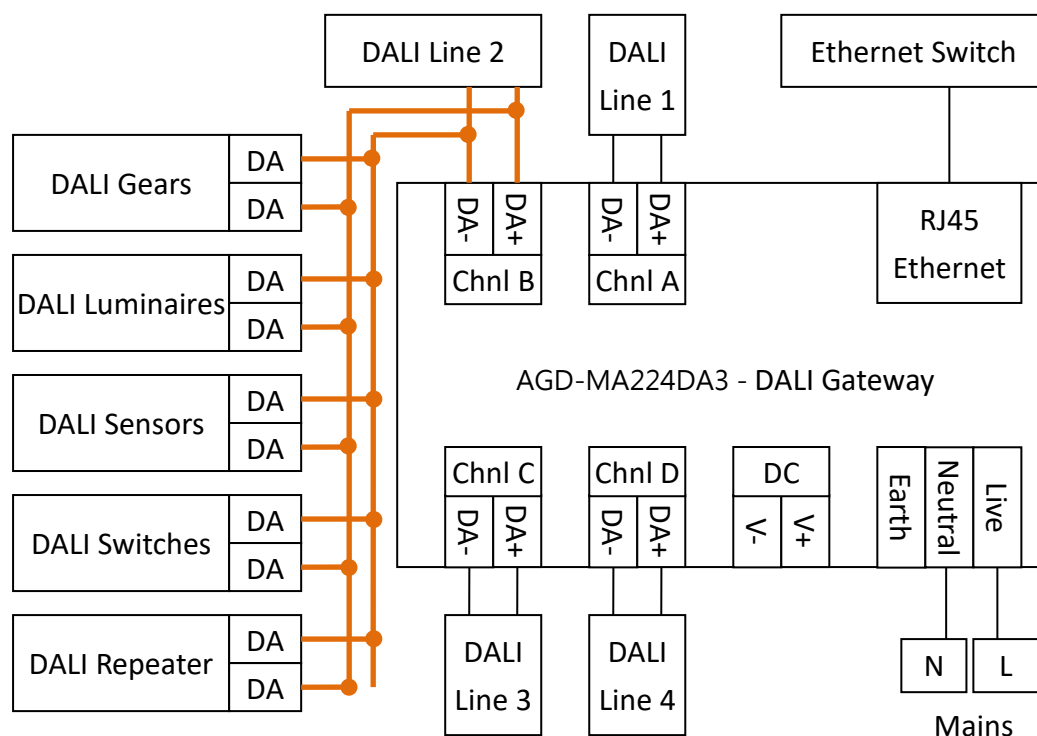 DALI Line 2
DALI
Line 1
Ethernet Switch
DALI Gears
DA
DA
DA-
DA+
Chnl B
DA-
DA+
Chnl A
RJ45
Ethernet
DALI Luminaires
DA
DA
AGD-MA224DA3 - DALI Gateway
DALI Sensors
DA
DA
Chnl C
DA-
DA+
Chnl D
DA-
DA+
DC
V-
V+
Earth
Neutral
Live
DALI Switches
DA
DA
DALI Repeater
DA
DA
DALI
Line 3
DALI
Line 4
N
L
Mains